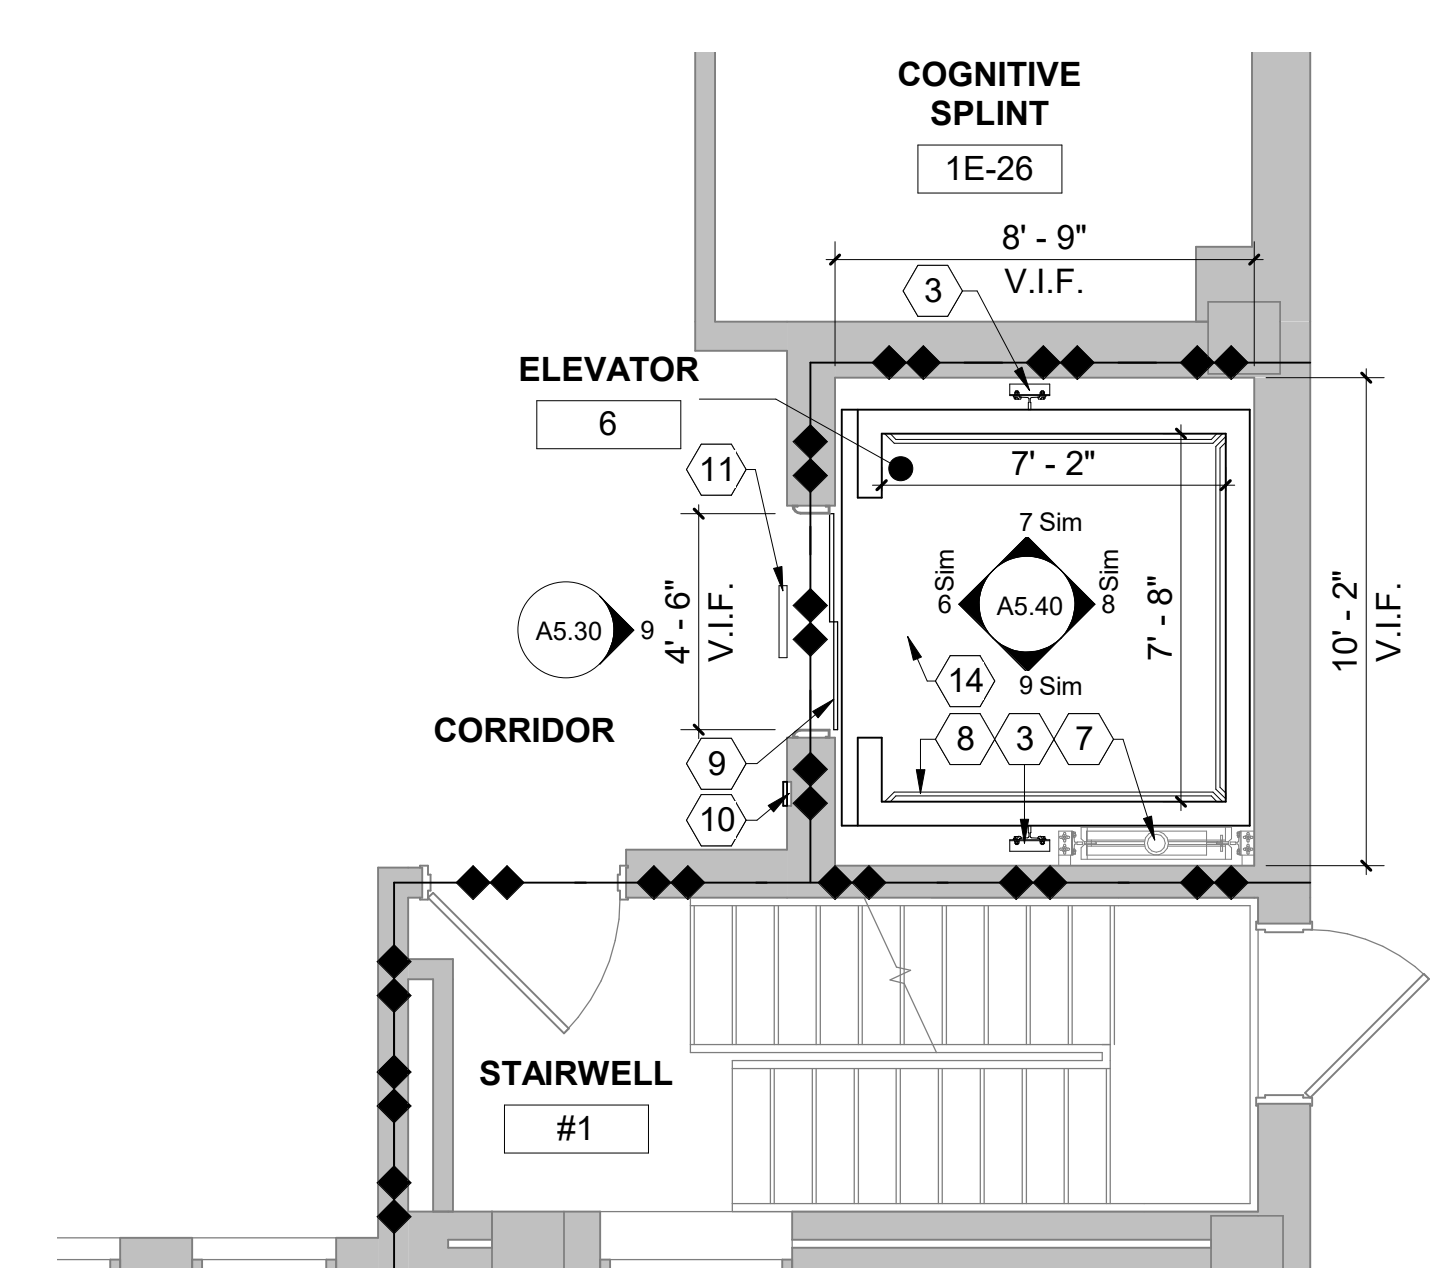 COGNITIVE
SPLINT
1E-26
8' - 9"
V.I.F.
3
ELEVATOR
6
11
7' - 2"
7 Sim
6 Sim
A5.40
8 Sim
9 Sim
7' - 8"
10' - 2"
V.I.F.
A5.30
9
4' - 6"
V.I.F.
14
CORRIDOR
8
3
7
9
10
STAIRWELL
#1